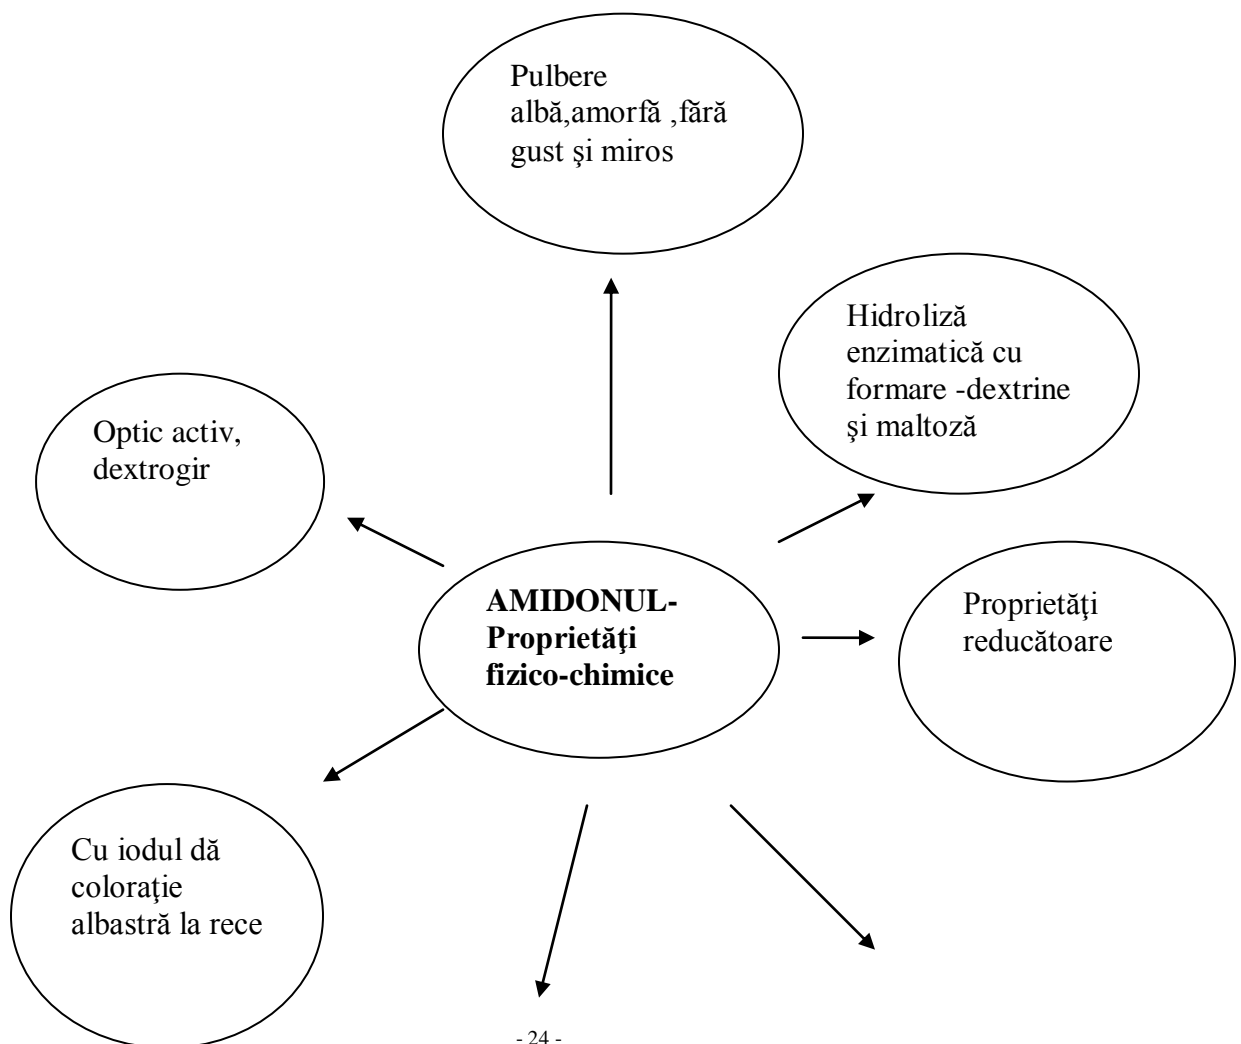 Pulbere
albă,amorfă ,fără
gust şi miros
Hidroliză
enzimatică cu
formare -dextrine
şi maltoză
Optic activ,
dextrogir
AMIDONUL-
Proprietăţi
fizico-chimice
Proprietăţi
reducătoare
Cu iodul dă
coloraţie
albastră la rece
- 24 -